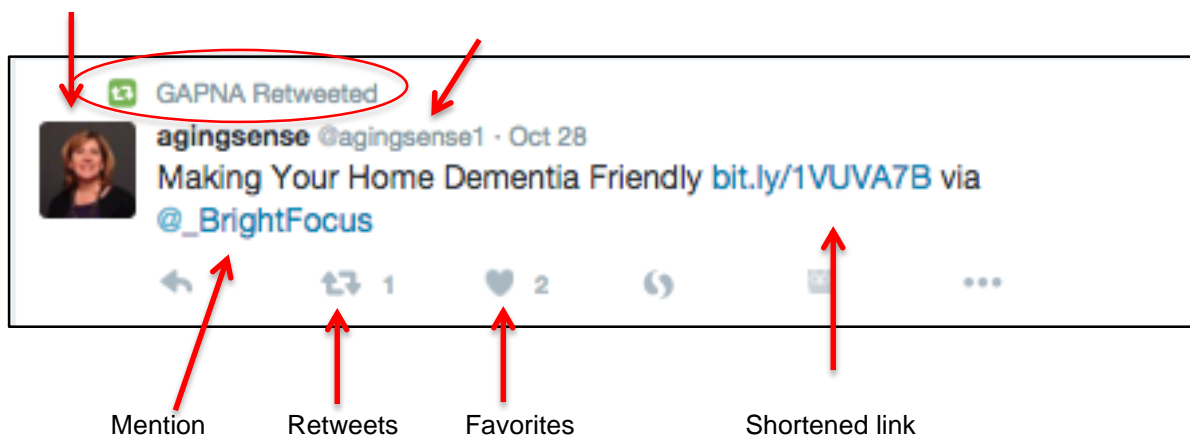 GAPNA Retweeted
agingsense @agingsense1 · Oct 28
Making Your Home Dementia Friendly bit.ly/1VUVA7B via
@_BrightFocus
1 2
Mention Retweets Favorites Shortened link